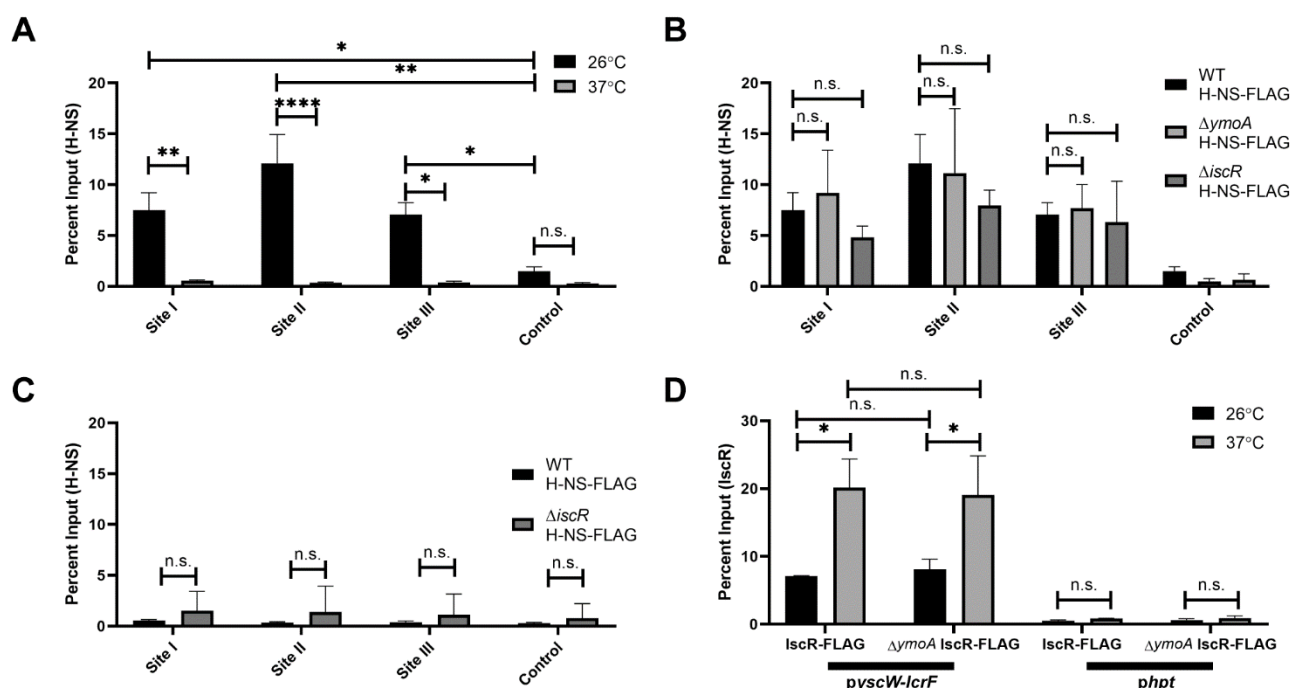 A
*
**
****
**
*
*
n.s.
26°C
37°C
Percent Input (H-NS)
20
15
10
5
0
Site I
Site II
Site III
Control
B
n.s.
n.s.
n.s.
n.s.
n.s.
n.s.
WT
H-NS-FLAG
ΔymoA
H-NS-FLAG
ΔiscR
H-NS-FLAG
Percent Input (H-NS)
20
15
10
5
0
Site I
Site II
Site III
Control
C
WT
H-NS-FLAG
ΔiscR
H-NS-FLAG
n.s.
n.s.
n.s.
n.s.
Percent Input (H-NS)
20
15
10
5
0
Site I
Site II
Site III
Control
D
n.s.
n.s.
*
*
n.s.
n.s.
26°C
37°C
Percent Input (IscR)
30
20
10
0
IscR-FLAG
ΔymoA IscR-FLAG
IscR-FLAG
ΔymoA IscR-FLAG
pyscW-lcrF
phpt